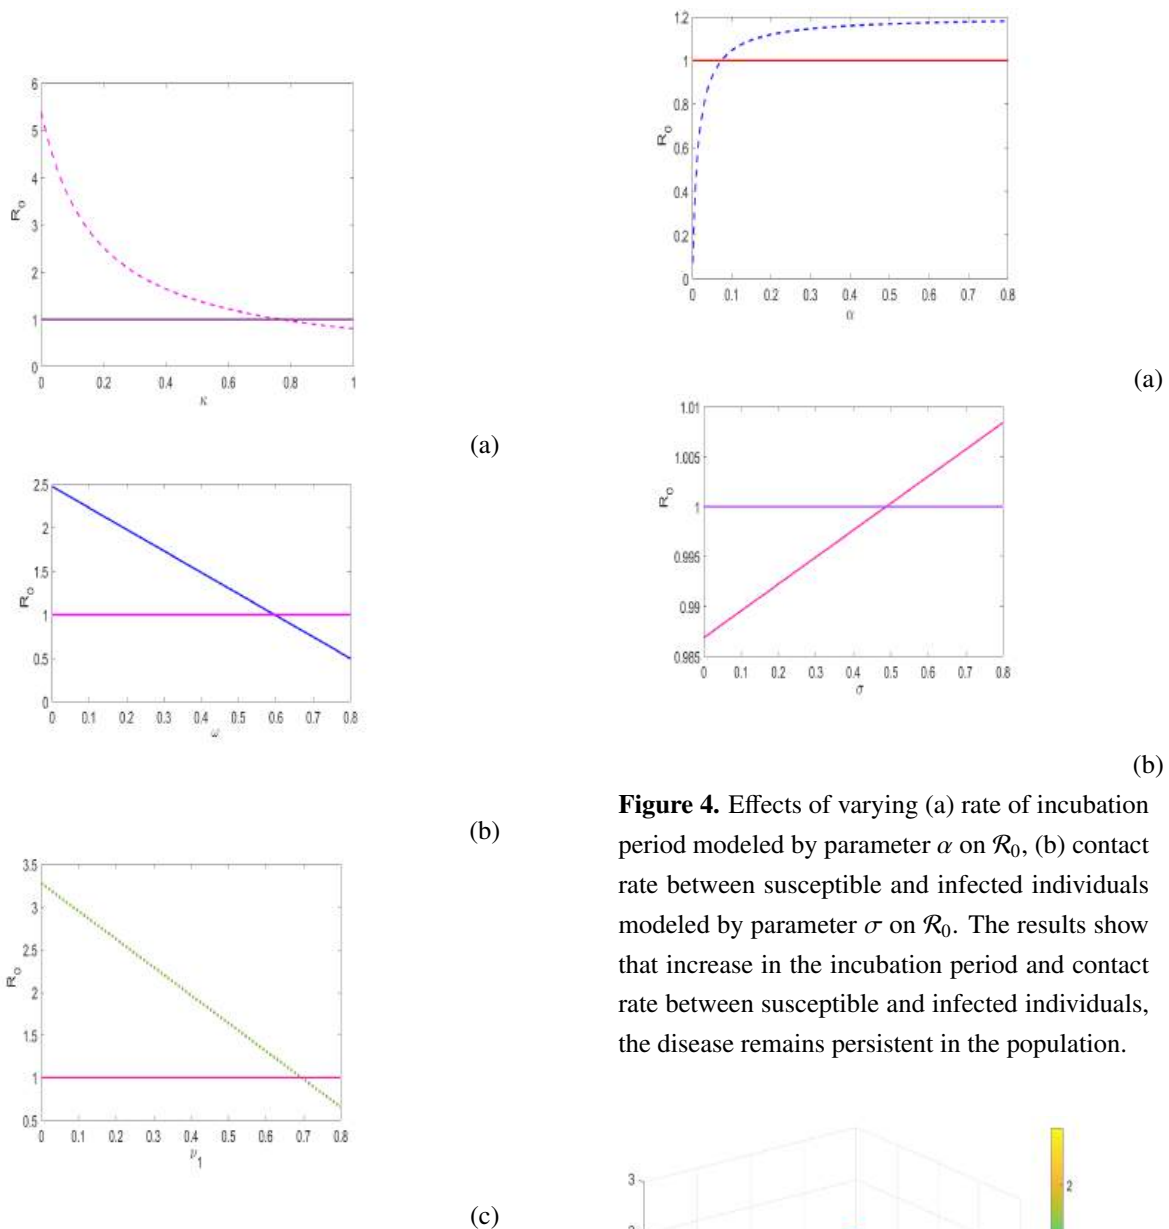 6
5
4
3
2
1
0
R₀
0 0.2 0.4 0.6 0.8 1
κ
(a)
2.5
2
1.5
1
0.5
0
R₀
0 0.1 0.2 0.3 0.4 0.5 0.6 0.7 0.8
ω
(b)
3.5
3
2.5
2
1.5
1
0.5
R₀
0 0.1 0.2 0.3 0.4 0.5 0.6 0.7 0.8
ν₁
(c)
1.2
1
0.8
0.6
0.4
0.2
0
R₀
0 0.1 0.2 0.3 0.4 0.5 0.6 0.7 0.8
α
(a)
1.01
1.005
1
0.995
0.99
0.985
R₀
0 0.1 0.2 0.3 0.4 0.5 0.6 0.7 0.8
σ
(b)
Figure 4. Effects of varying (a) rate of incubation
period modeled by parameter α on ℛ₀, (b) contact
rate between susceptible and infected individuals
modeled by parameter σ on ℛ₀. The results show
that increase in the incubation period and contact
rate between susceptible and infected individuals,
the disease remains persistent in the population.
3
2